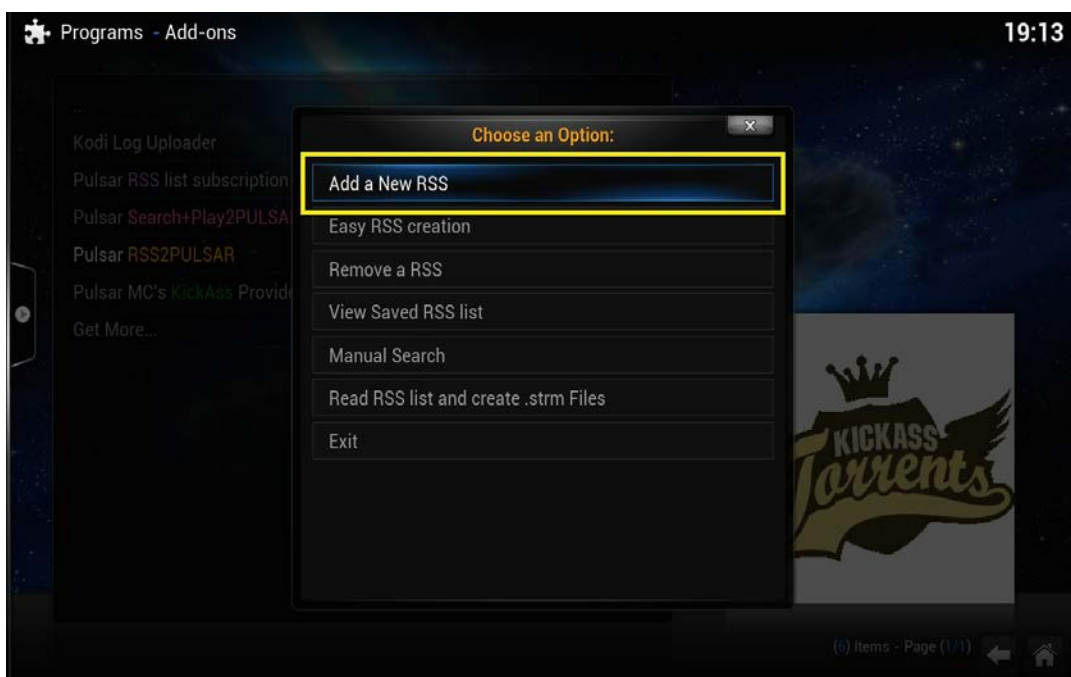 Programs - Add-ons
19:13
..
Kodi Log Uploader
Pulsar RSS list subscription
Pulsar Search+Play2PULSA
Pulsar RSS2PULSAR
Pulsar MC's KickAss Provide
Get More...
Choose an Option:
x
Add a New RSS
Easy RSS creation
Remove a RSS
View Saved RSS list
Manual Search
Read RSS list and create .strm Files
Exit
KICKASS
Torrents
(6) Items - Page (1/1)